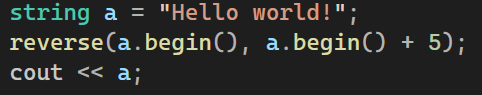 string a = "Hello world!";
reverse(a.begin(), a.begin() + 5);
cout << a;